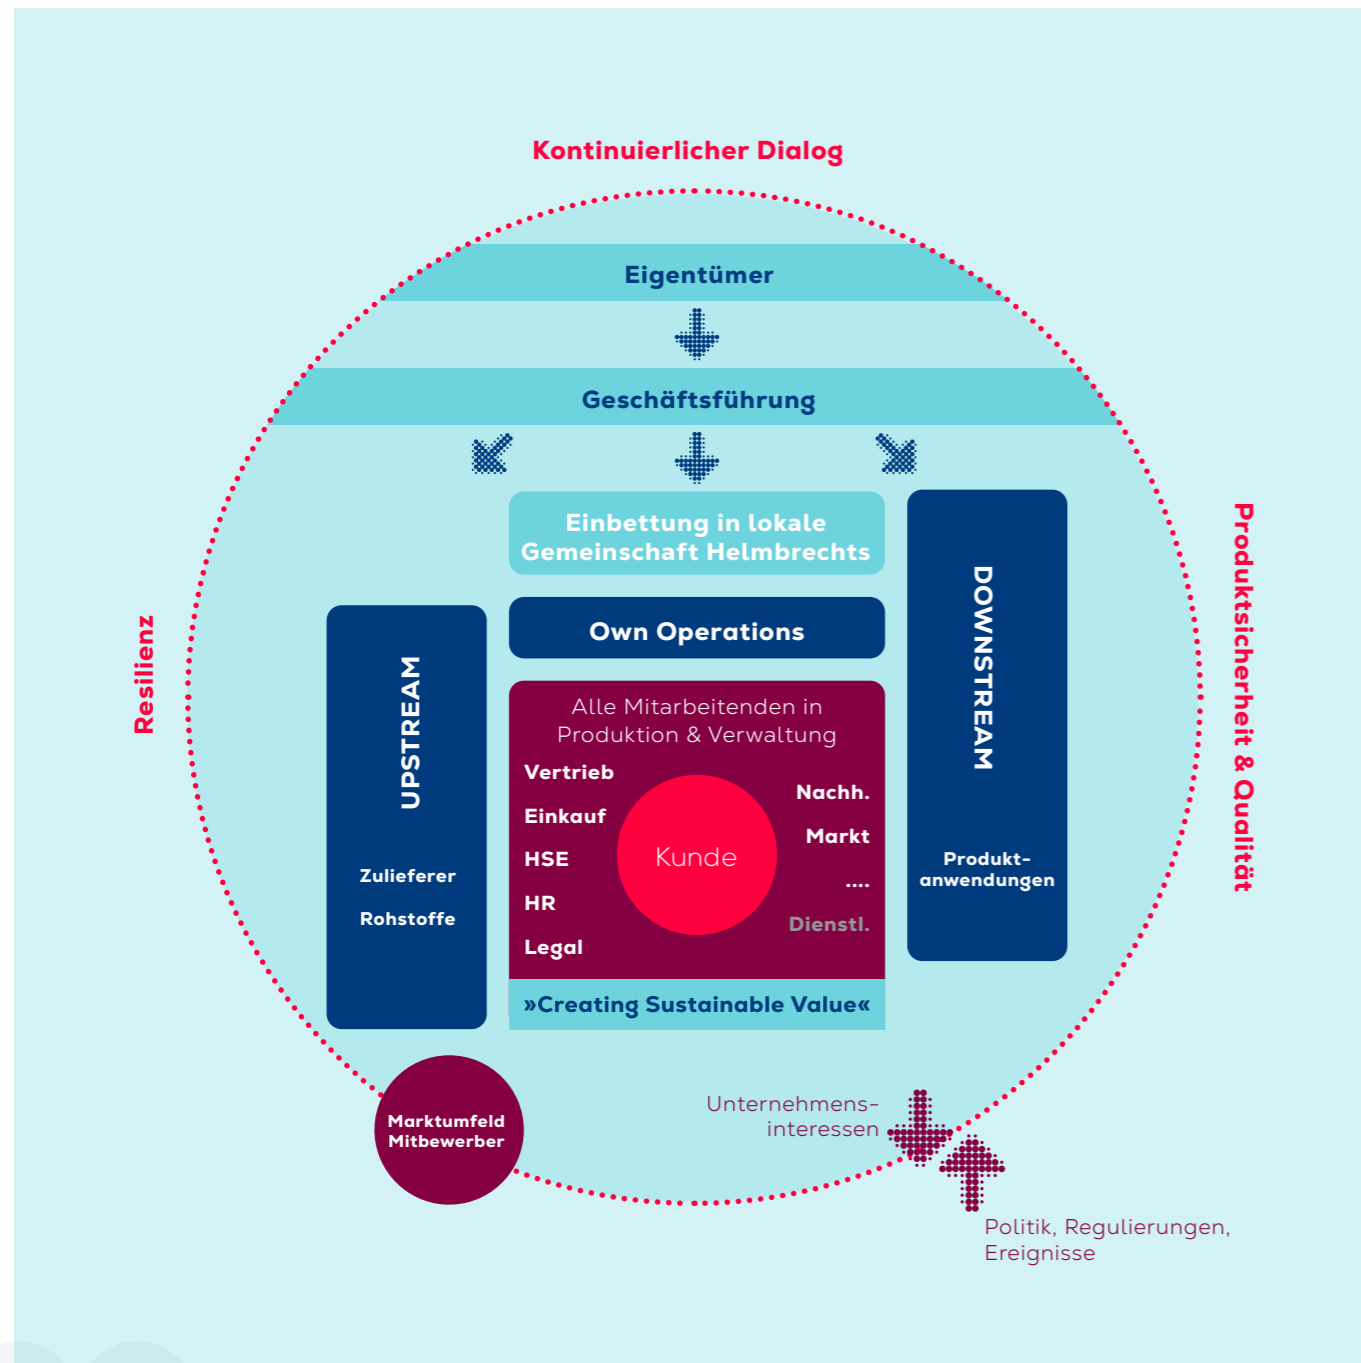 Kontinuierlicher Dialog
Eigentümer
Geschäftsführung
Einbettung in lokale
Gemeinschaft Helmbrechts
Own Operations
Resilienz
UPSTREAM
Zulieferer
Rohstoffe
Alle Mitarbeitenden in
Produktion & Verwaltung
Vertrieb
Einkauf
HSE
HR
Legal
Kunde
Nachh.
Markt
....
Dienstl.
»Creating Sustainable Value«
DOWNSTREAM
Produkt-
anwendungen
Produktsicherheit & Qualität
Marktumfeld
Mitbewerber
Unternehmens-
interessen
Politik, Regulierungen,
Ereignisse